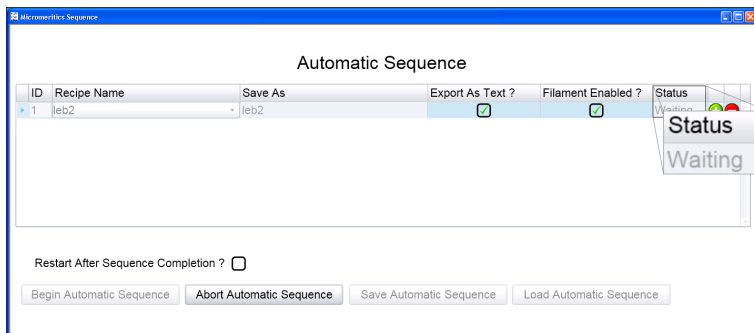 Micromeritics Sequence
Automatic Sequence
ID Recipe Name Save As Export As Text ? Filament Enabled ? Status
1 leb2 leb2 Waiting
Status
Waiting
Restart After Sequence Completion ?
Begin Automatic Sequence Abort Automatic Sequence Save Automatic Sequence Load Automatic Sequence